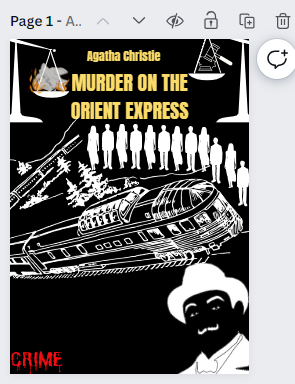 Page 1 - A..
Agatha Christie
MURDER ON THE
ORIENT EXPRESS
CRIME